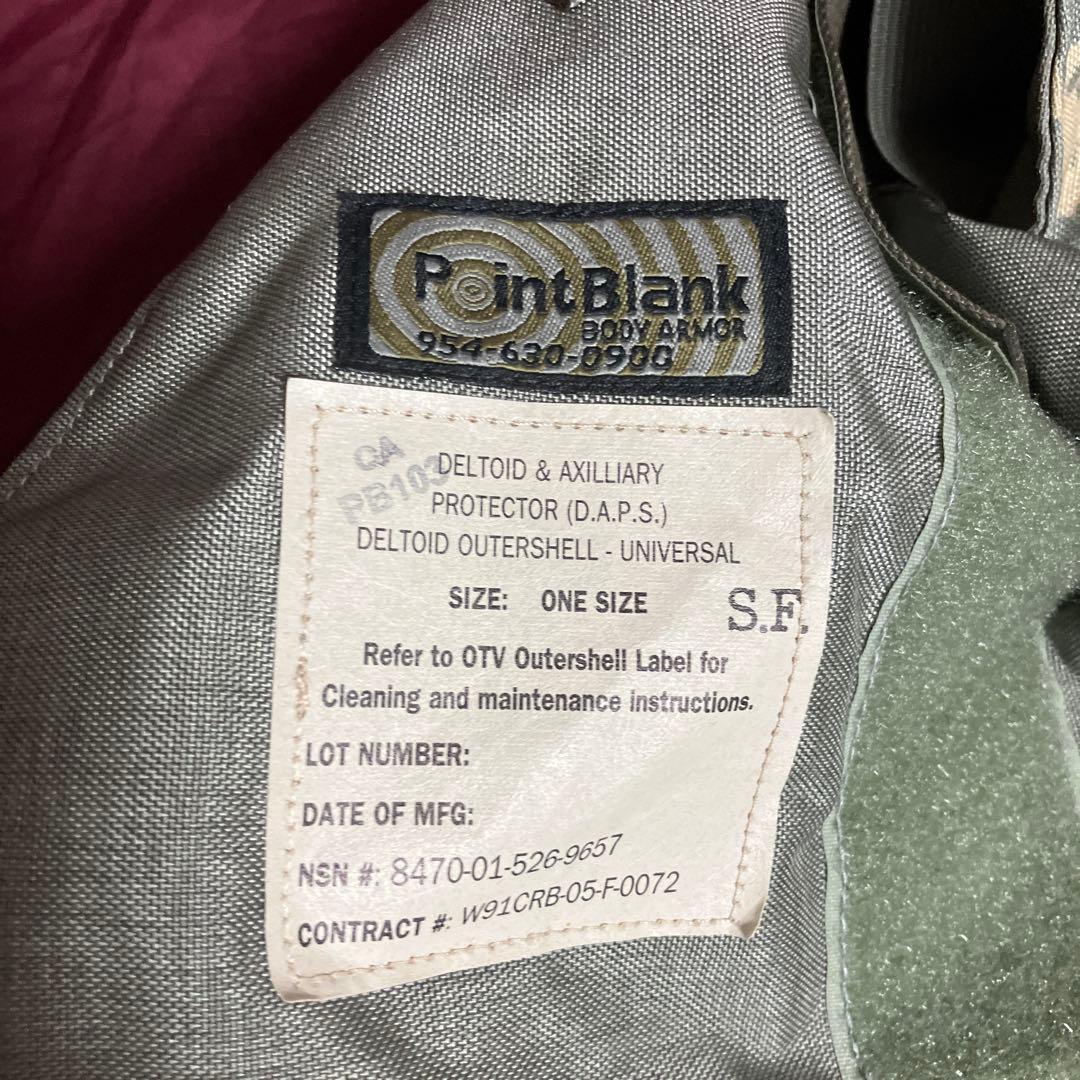 PointBlank
BODY ARMOR
954-630-0900
QA
PB103
DELTOID & AXILLIARY
PROTECTOR (D.A.P.S.)
DELTOID OUTERSHELL - UNIVERSAL
SIZE: ONE SIZE
S.F.
Refer to OTV Outershell Label for
Cleaning and maintenance instructions.
LOT NUMBER:
DATE OF MFG:
NSN #: 8470-01-526-9657
CONTRACT #: W91CRB-05-F-0072